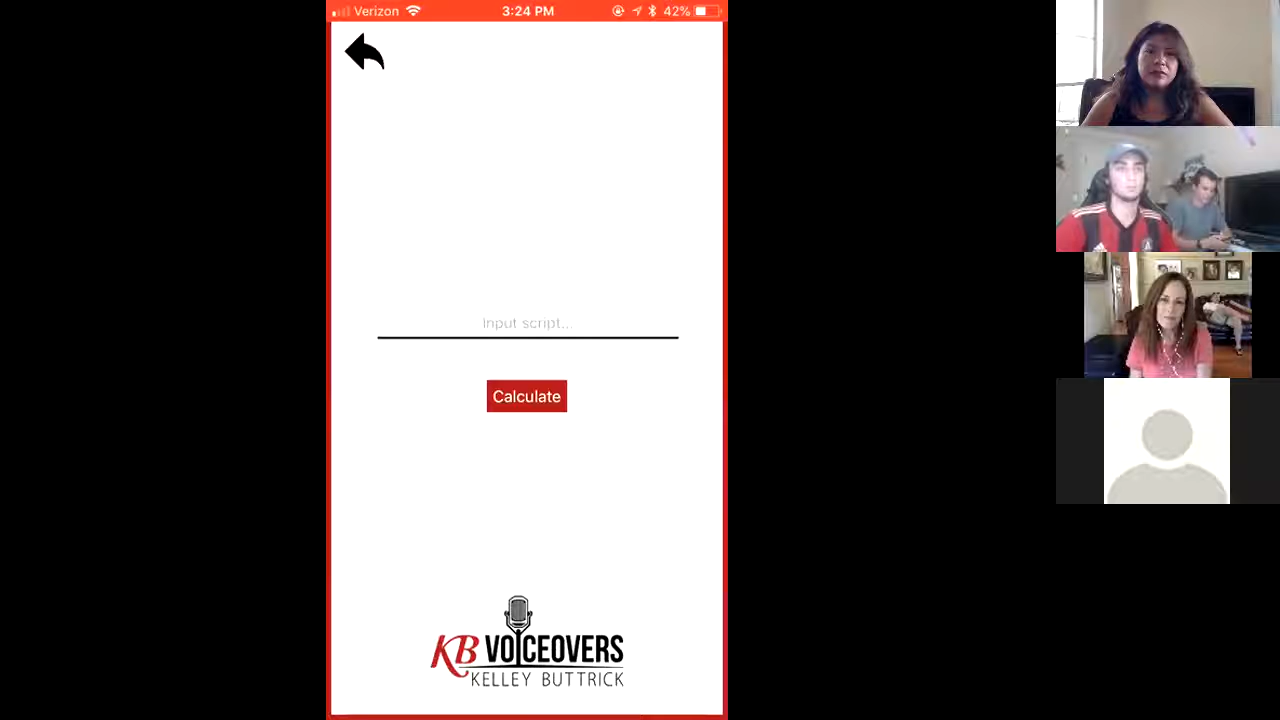 Verizon 3:24 PM 42%
Input script...
Calculate
KB VOICEOVERS
KELLEY BUTTRICK